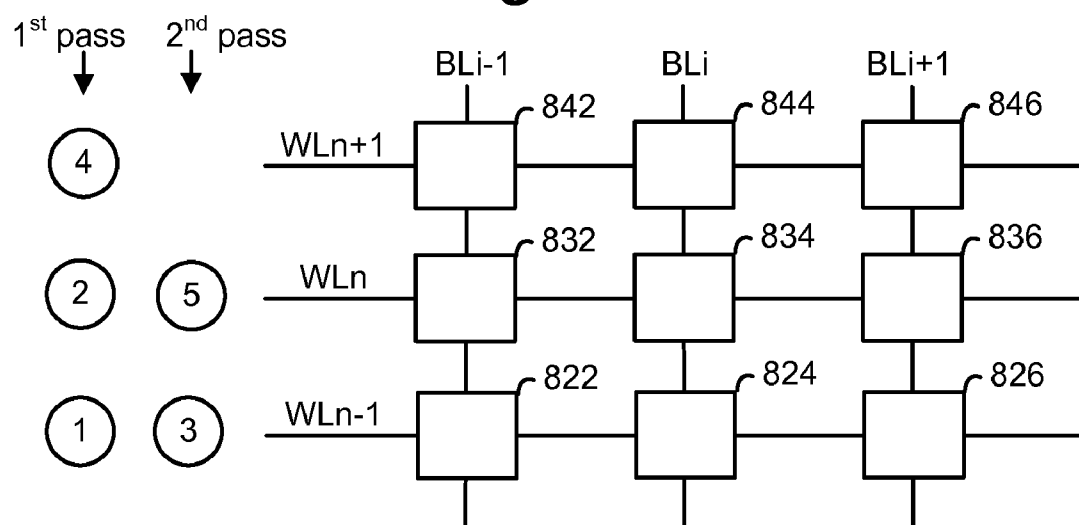 1st pass 2nd pass
BLi-1 BLi BLi+1
842 844 846
4 WLn+1
832 834 836
2 5 WLn
822 824 826
1 3 WLn-1